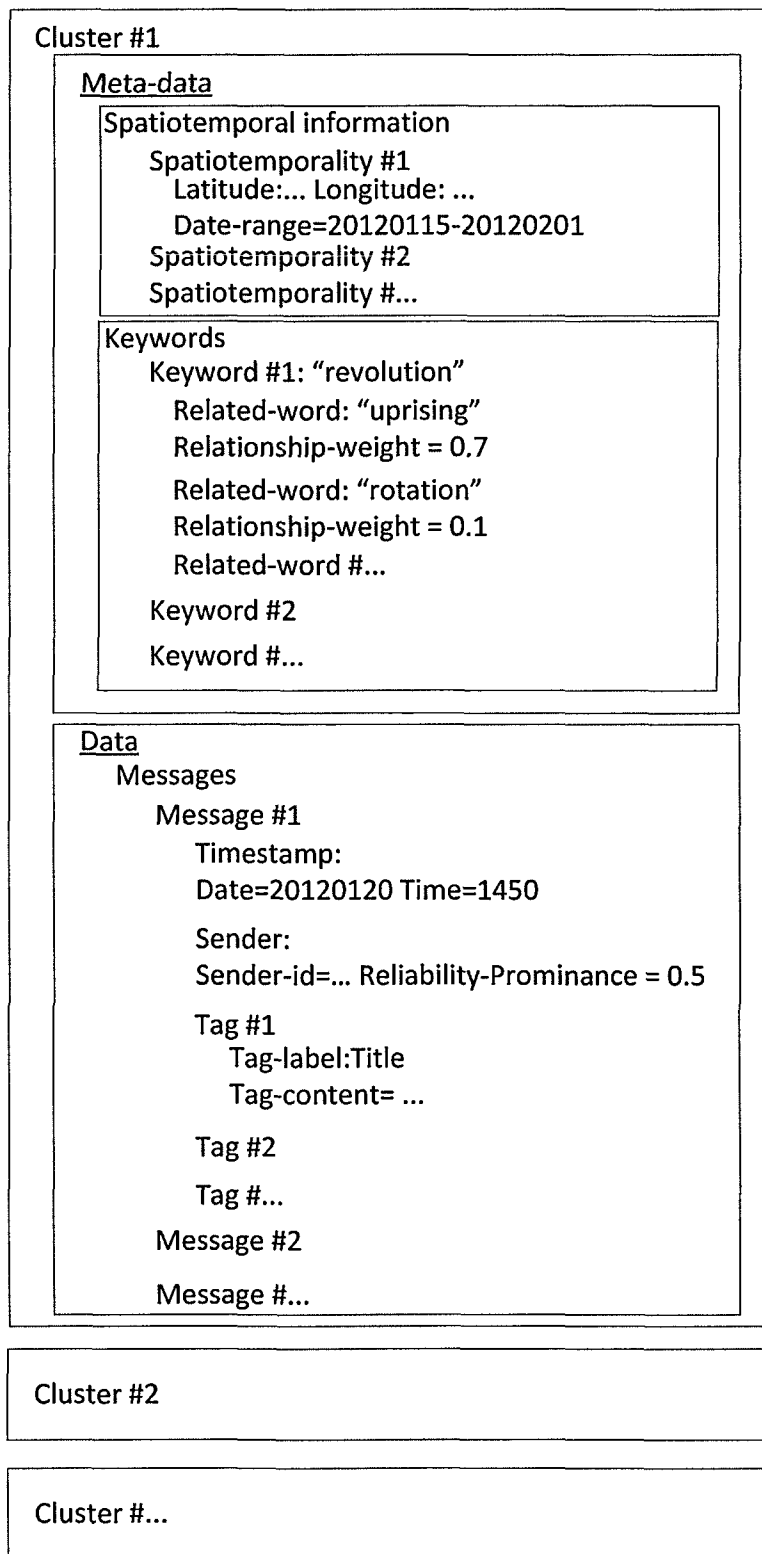 Cluster #1
Meta-data
Spatiotemporal information
Spatiotemporality #1
Latitude:... Longitude: ...
Date-range=20120115-20120201
Spatiotemporality #2
Spatiotemporality #...
Keywords
Keyword #1: “revolution”
Related-word: “uprising”
Relationship-weight = 0.7
Related-word: “rotation”
Relationship-weight = 0.1
Related-word #...
Keyword #2
Keyword #...
Data
Messages
Message #1
Timestamp:
Date=20120120 Time=1450
Sender:
Sender-id=... Reliability-Prominance = 0.5
Tag #1
Tag-label:Title
Tag-content= ...
Tag #2
Tag #...
Message #2
Message #...
Cluster #2
Cluster #...